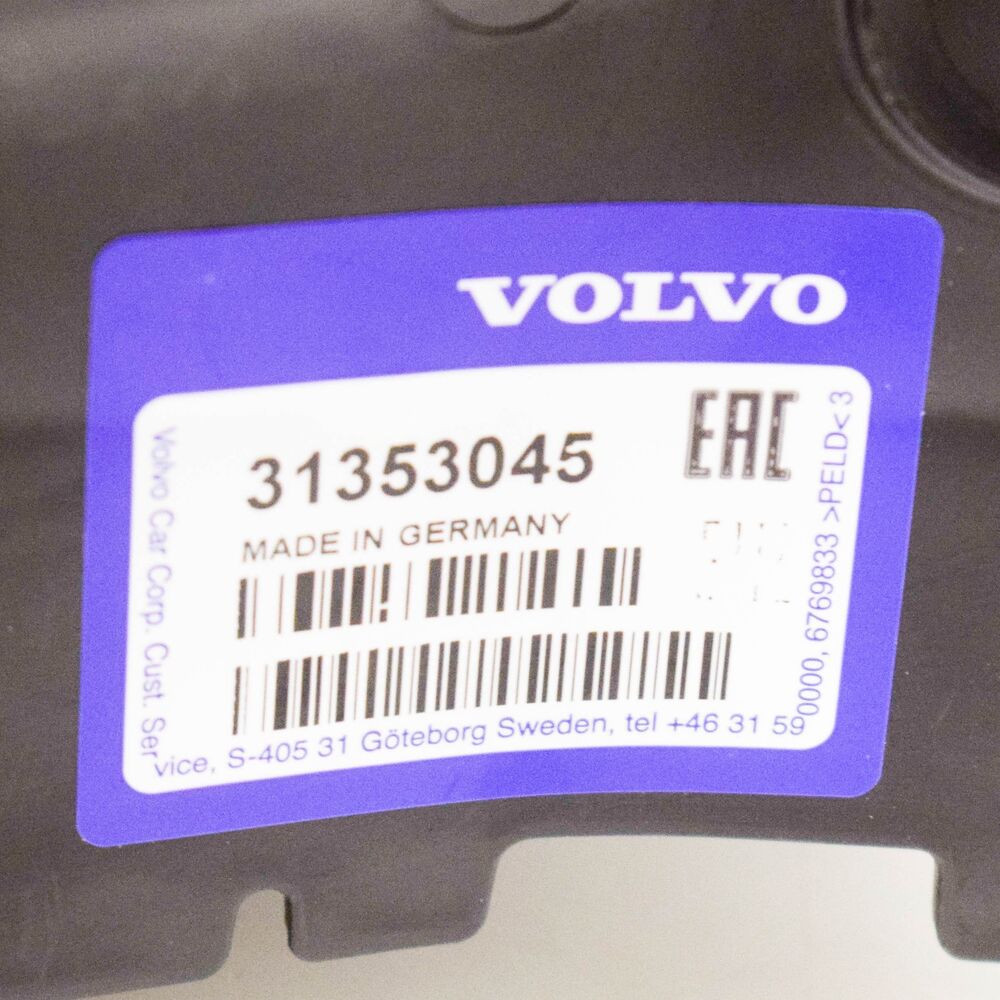 VOLVO
31353045
EAC
MADE IN GERMANY
Volvo Car Corp. Cust. Service, S-405 31 Göteborg Sweden, tel +46 31 590000, 6769833 >PELD< 3